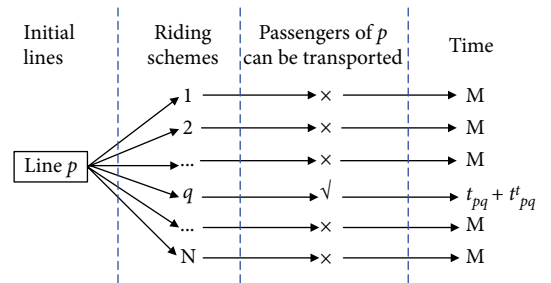 Initial lines
Riding schemes
Passengers of p can be transported
Time
1 × M
2 × M
... × M
Line p
q √ t_pq + t^t_pq
... × M
N × M